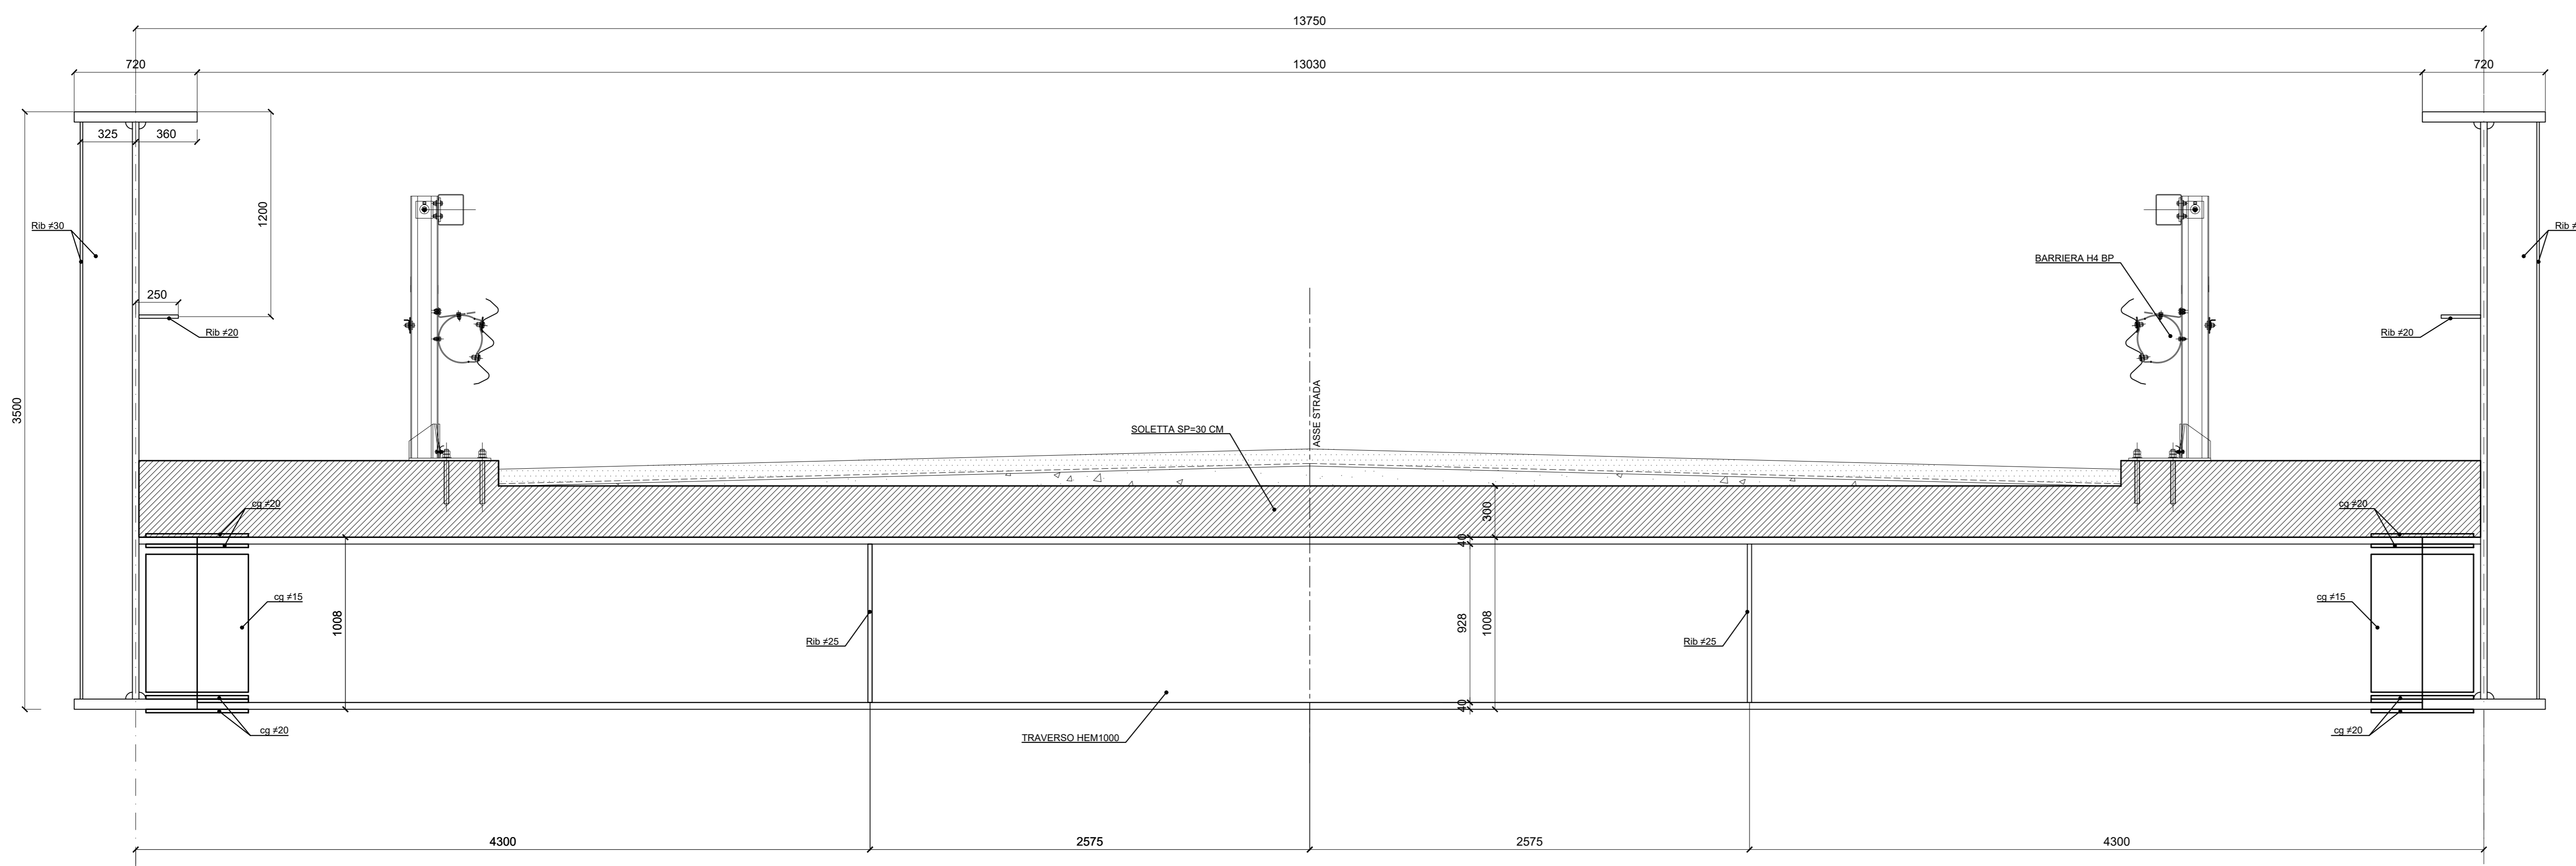 13750
720
13030
720
325
360
1200
Rib ≠30
Rib ≠
BARRIERA H4 BP
250
Rib ≠20
Rib ≠20
3500
ASSE STRADA
SOLETTA SP=30 CM
cg ≠20
300
cg ≠20
40
cg ≠15
1008
928
1008
cg ≠15
Rib ≠25
Rib ≠25
40
cg ≠20
TRAVERSO HEM1000
cg ≠20
4300
2575
2575
4300